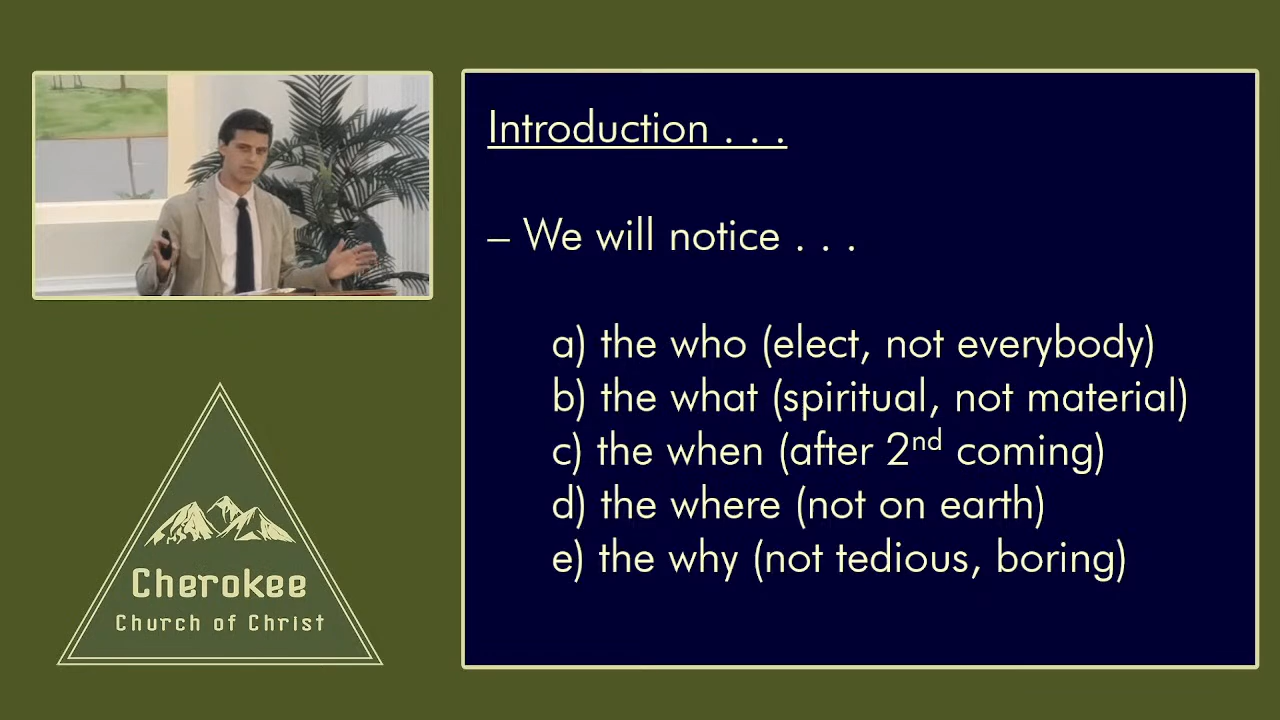 Introduction . . .
– We will notice . . .
a) the who (elect, not everybody)
b) the what (spiritual, not material)
c) the when (after 2nd coming)
d) the where (not on earth)
e) the why (not tedious, boring)
Cherokee
Church of Christ